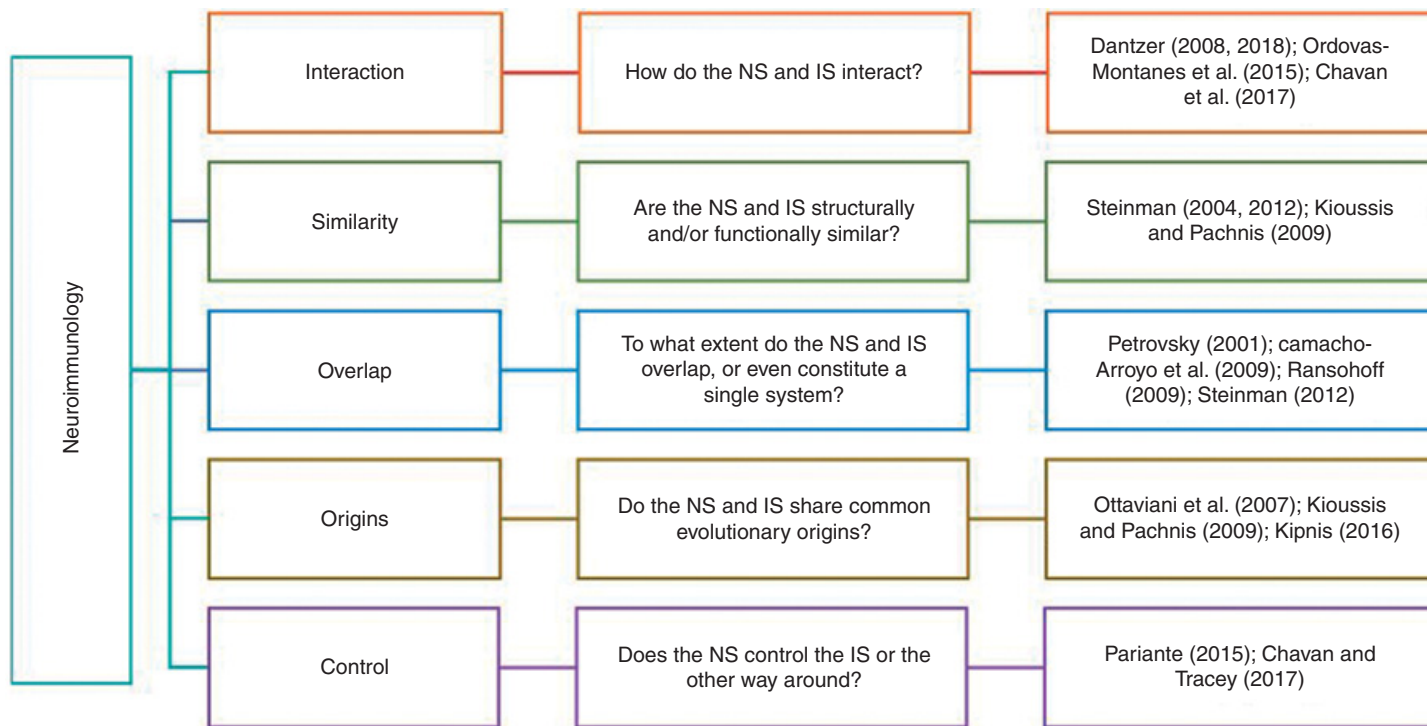 Neuroimmunology
Interaction
How do the NS and IS interact?
Dantzer (2008, 2018); Ordovas-
Montanes et al. (2015); Chavan
et al. (2017)
Similarity
Are the NS and IS structurally
and/or functionally similar?
Steinman (2004, 2012); Kioussis
and Pachnis (2009)
Overlap
To what extent do the NS and IS
overlap, or even constitute a
single system?
Petrovsky (2001); camacho-
Arroyo et al. (2009); Ransohoff
(2009); Steinman (2012)
Origins
Do the NS and IS share common
evolutionary origins?
Ottaviani et al. (2007); Kioussis
and Pachnis (2009); Kipnis (2016)
Control
Does the NS control the IS or the
other way around?
Pariante (2015); Chavan and
Tracey (2017)